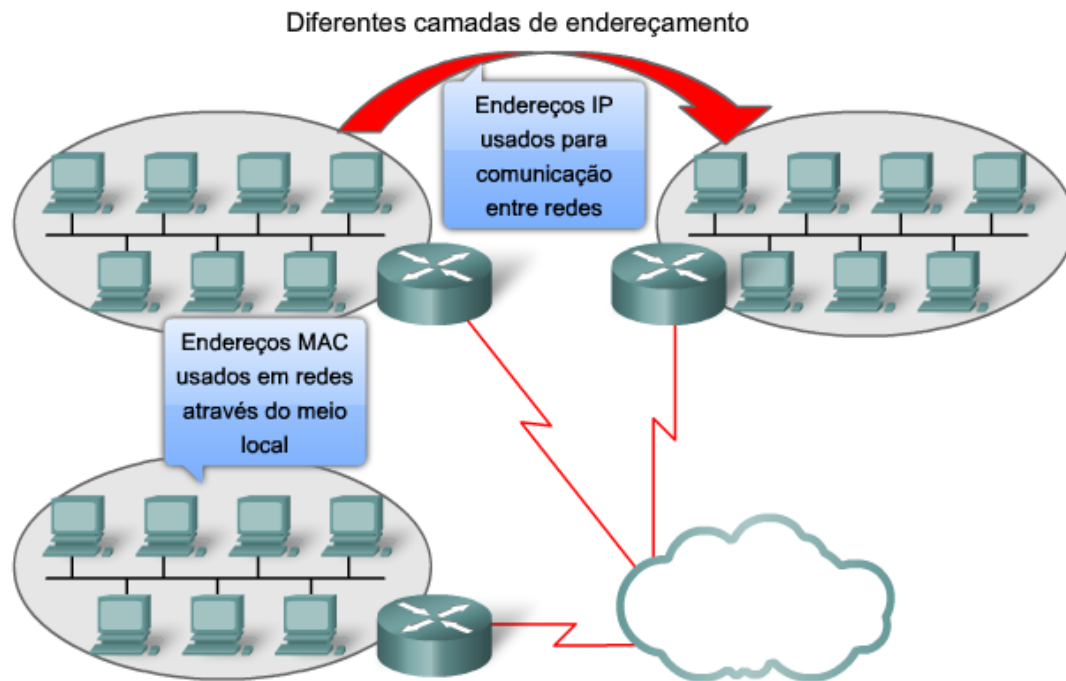 Diferentes camadas de endereçamento
Endereços IP
usados para
comunicação
entre redes
Endereços MAC
usados em redes
através do meio
local